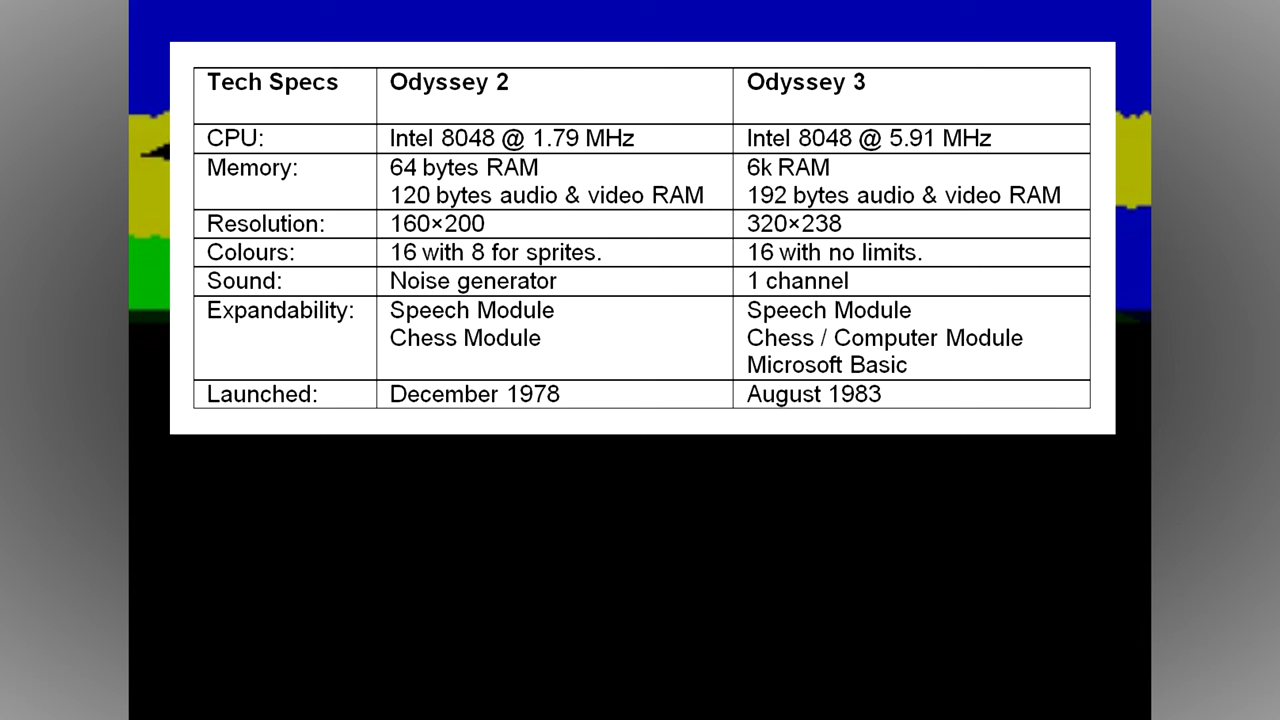 Tech Specs Odyssey 2 Odyssey 3
CPU: Intel 8048 @ 1.79 MHz Intel 8048 @ 5.91 MHz
Memory: 64 bytes RAM 6k RAM
120 bytes audio & video RAM 192 bytes audio & video RAM
Resolution: 160×200 320×238
Colours: 16 with 8 for sprites. 16 with no limits.
Sound: Noise generator 1 channel
Expandability: Speech Module Speech Module
Chess Module Chess / Computer Module
Microsoft Basic
Launched: December 1978 August 1983